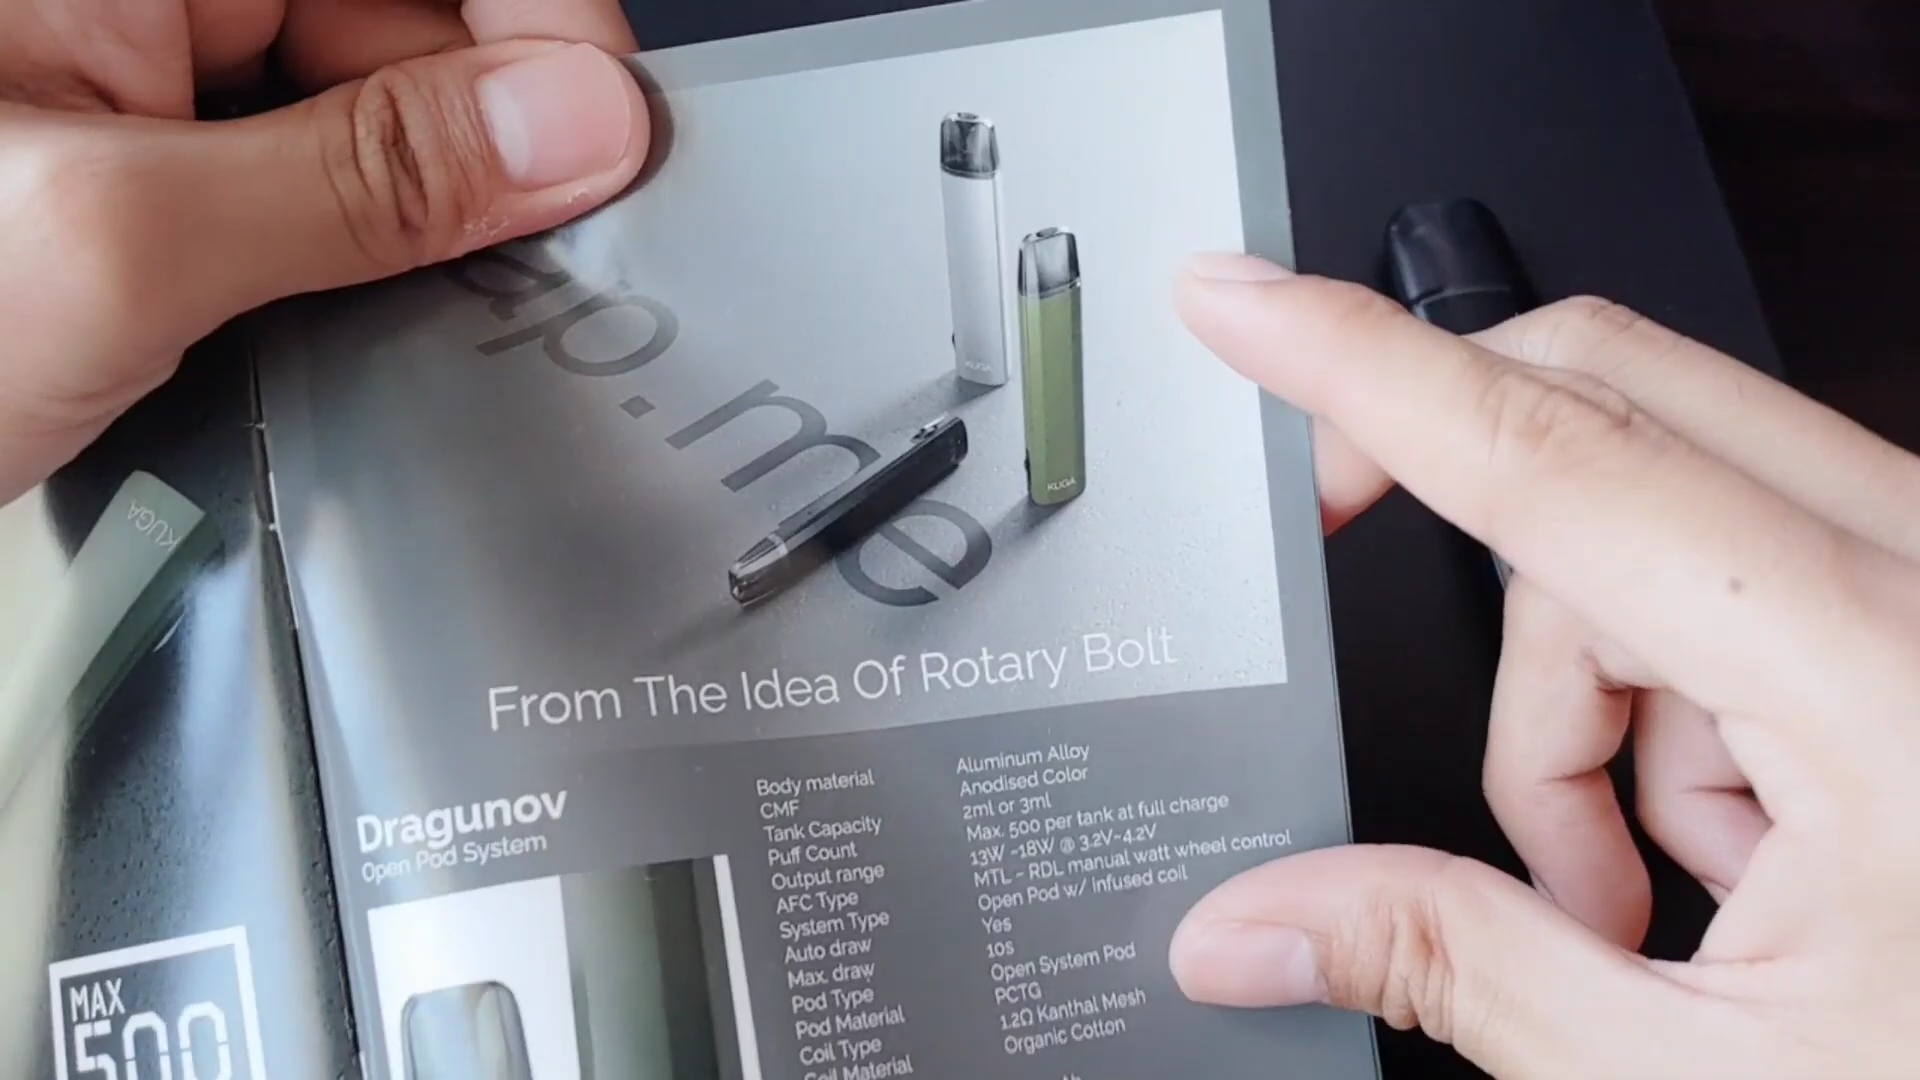 ap.me
KUGA
KUGA
KUGA
From The Idea Of Rotary Bolt
Dragunov
Open Pod System
Body material
CMF
Tank Capacity
Puff Count
Output range
AFC Type
System Type
Auto draw
Max. draw
Pod Type
Pod Material
Coil Type
Coil Material
Aluminum Alloy
Anodised Color
2ml or 3ml
Max. 500 per tank at full charge
13W ~18W @ 3.2V~4.2V
MTL ~ RDL manual watt wheel control
Open Pod w/ infused coil
Yes
10s
Open System Pod
PCTG
1.2Ω Kanthal Mesh
Organic Cotton
MAX
500